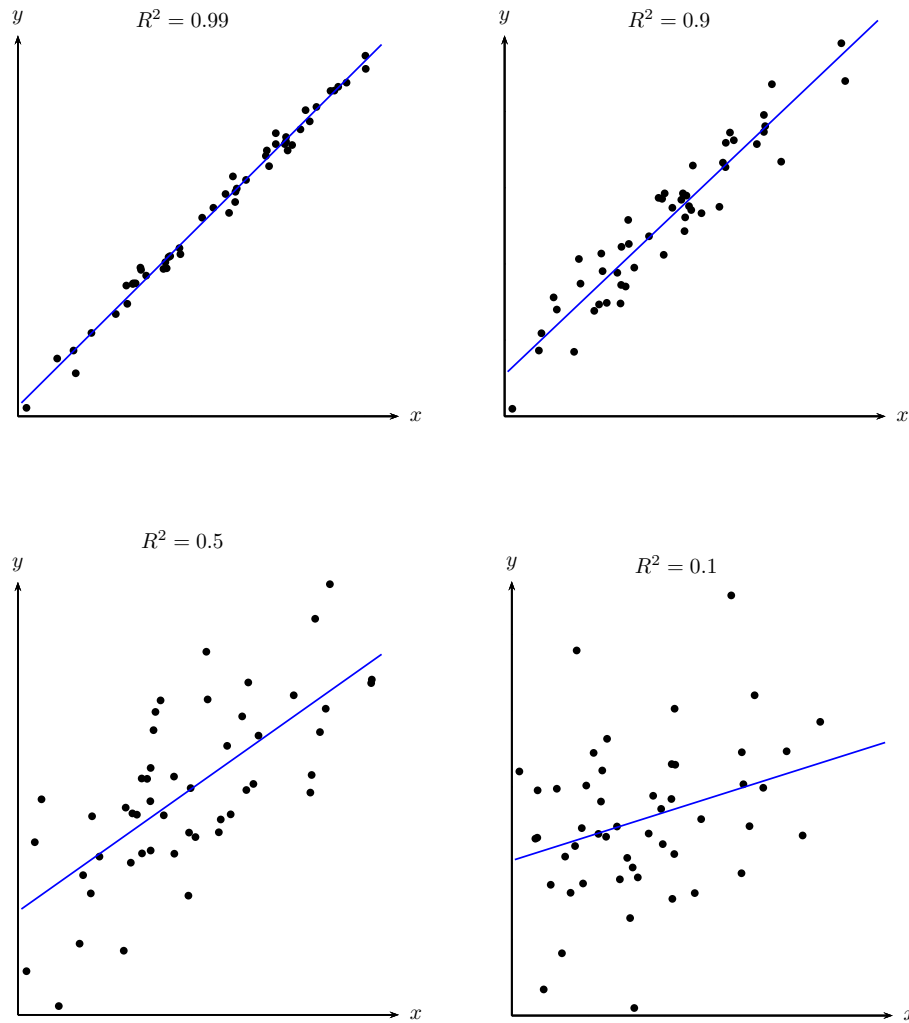 y
R² = 0.99
x
y
R² = 0.9
x
y
R² = 0.5
x
y
R² = 0.1
x